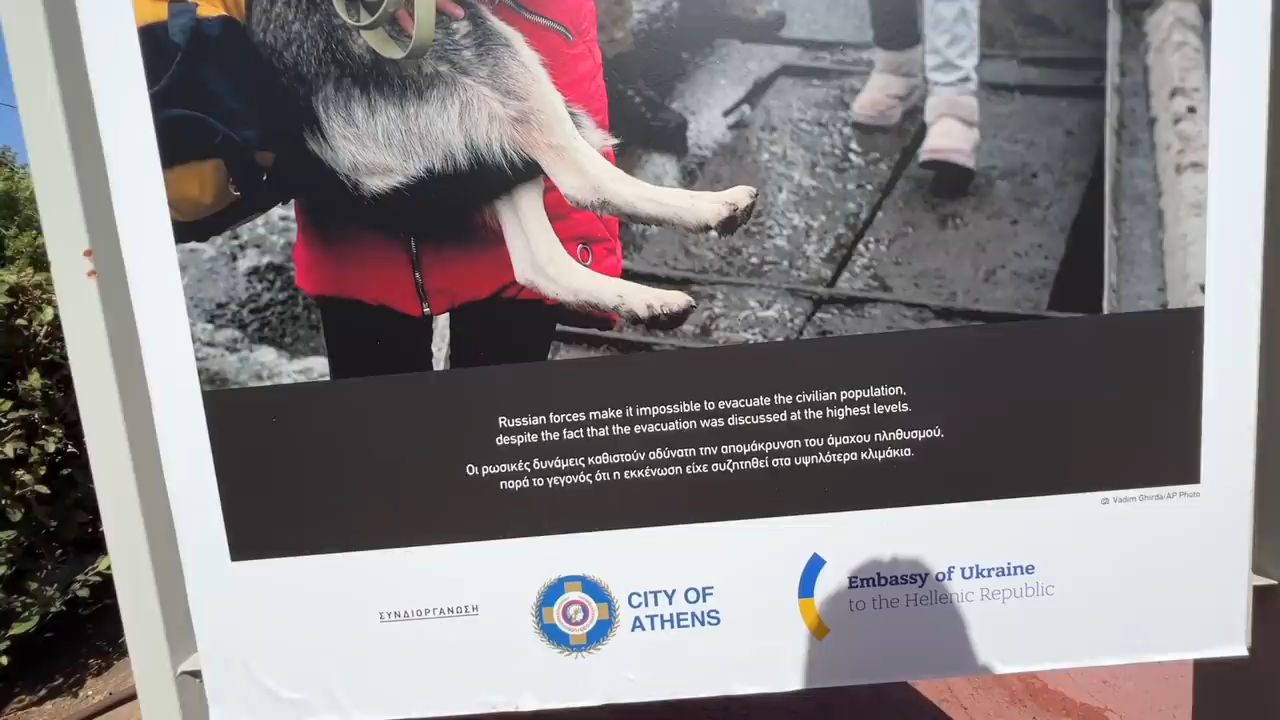 Russian forces make it impossible to evacuate the civilian population,
despite the fact that the evacuation was discussed at the highest levels.
Οι ρωσικές δυνάμεις καθιστούν αδύνατη την απομάκρυνση του άμαχου πληθυσμού,
παρά το γεγονός ότι η εκκένωση είχε συζητηθεί στα υψηλότερα κλιμάκια.
Vadim Ghirda/AP Photo
ΣΥΝΔΙΟΡΓΑΝΩΣΗ
CITY OF
ATHENS
Embassy of Ukraine
to the Hellenic Republic